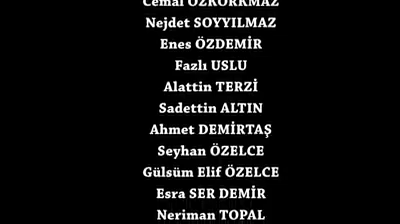 Cemal ÖZKORKMAZ
Nejdet SOYYILMAZ
Enes ÖZDEMİR
Fazlı USLU
Alattin TERZİ
Sadettin ALTIN
Ahmet DEMİRTAŞ
Seyhan ÖZELCE
Gülsüm Elif ÖZELCE
Esra SER DEMİR
Neriman TOPAL